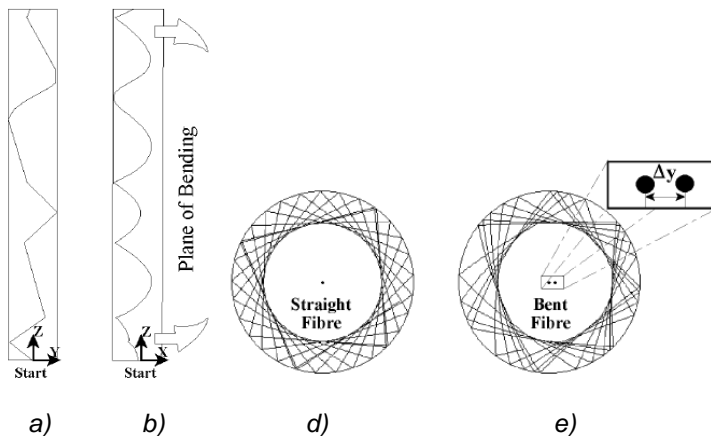 Z
Y
Start
Z
X
Start
Plane of Bending
Straight
Fibre
Δy
Bent
Fibre
a)
b)
d)
e)